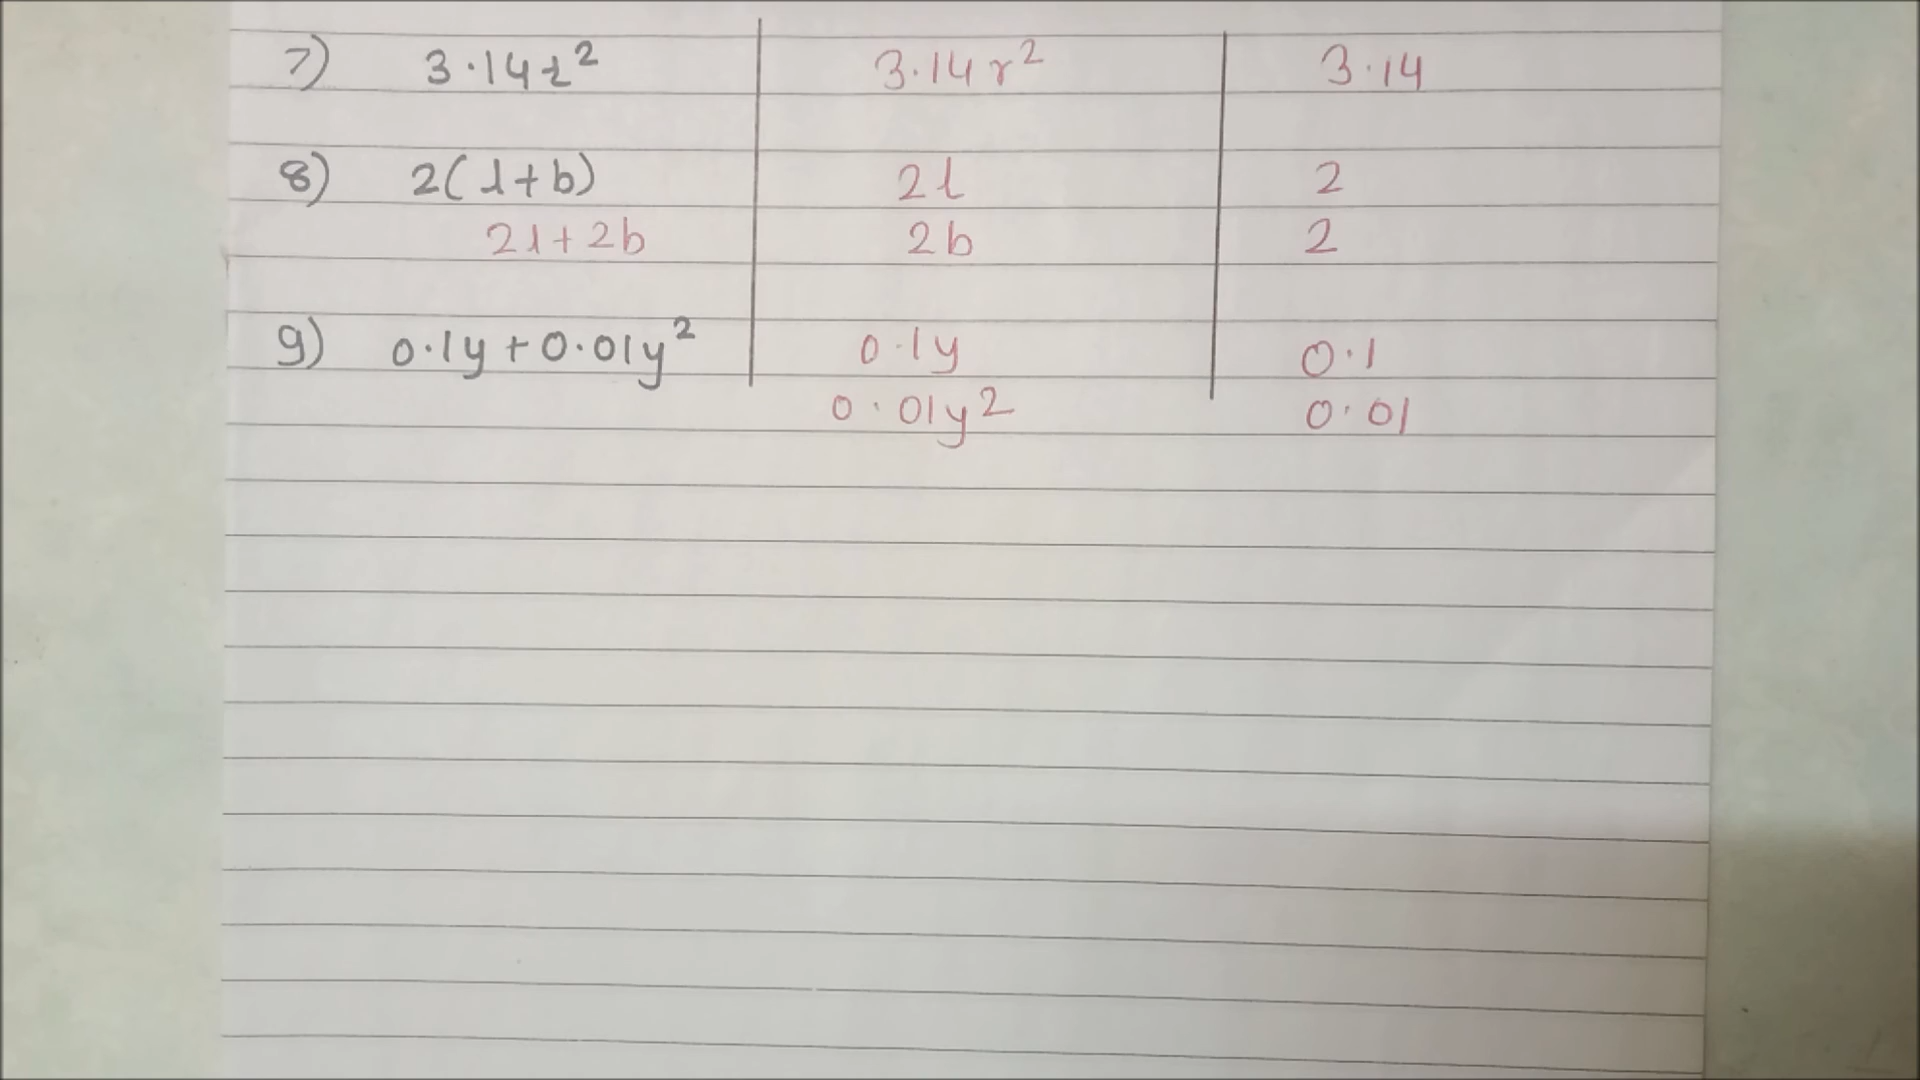 7) 3.14r² 3.14r² 3.14
8) 2(l+b) 2l 2
2l+2b 2b 2
9) 0.1y+0.01y² 0.1y 0.1
0.01y2 0.01